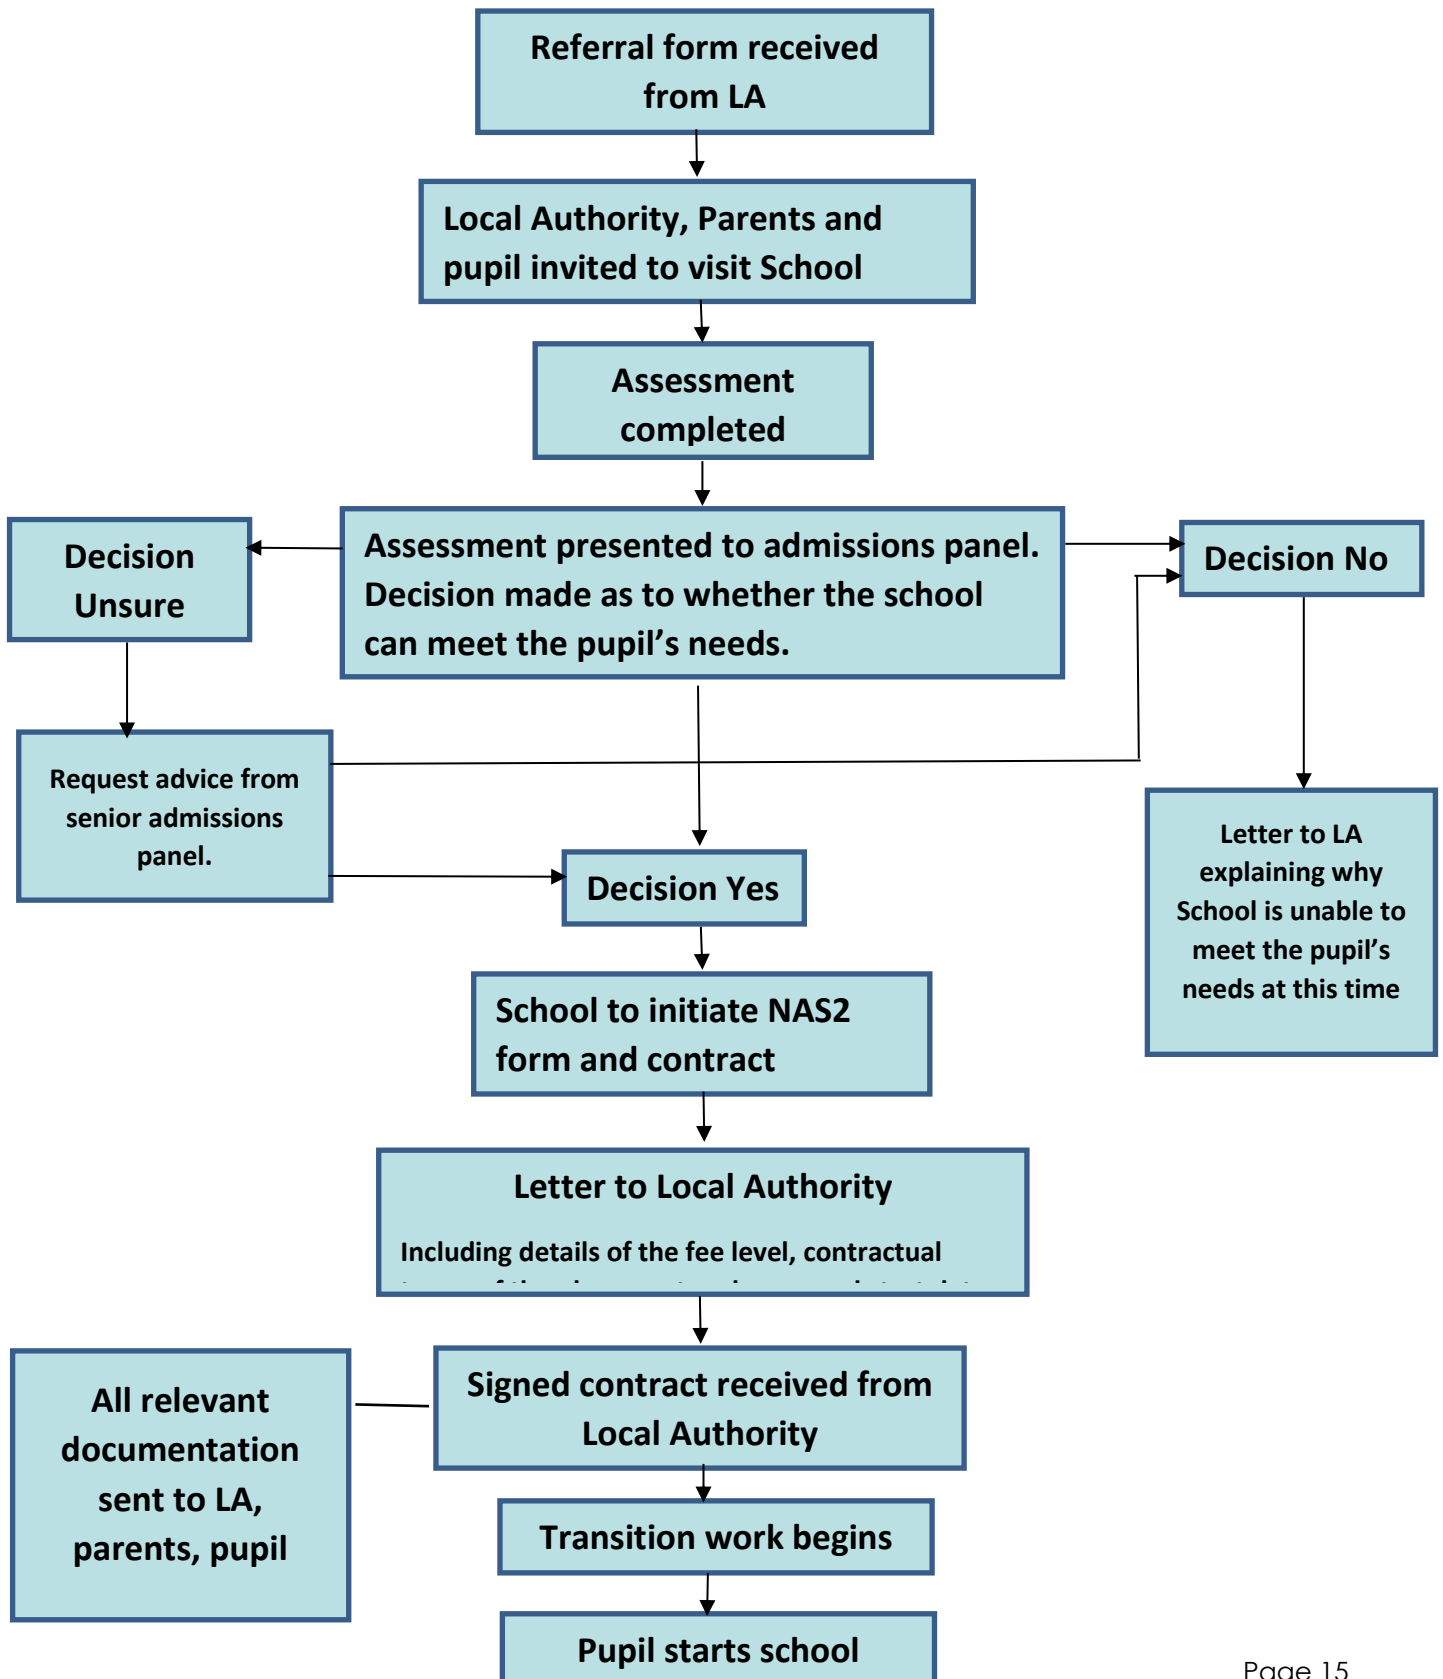 Referral form received
from LA
Local Authority, Parents and
pupil invited to visit School
Assessment
completed
Decision
Unsure
Assessment presented to admissions panel.
Decision made as to whether the school
can meet the pupil’s needs.
Decision No
Request advice from
senior admissions
panel.
Decision Yes
Letter to LA
explaining why
School is unable to
meet the pupil’s
needs at this time
School to initiate NAS2
form and contract
Letter to Local Authority
Including details of the fee level, contractual
All relevant
documentation
sent to LA,
parents, pupil
Signed contract received from
Local Authority
Transition work begins
Pupil starts school
Page 15